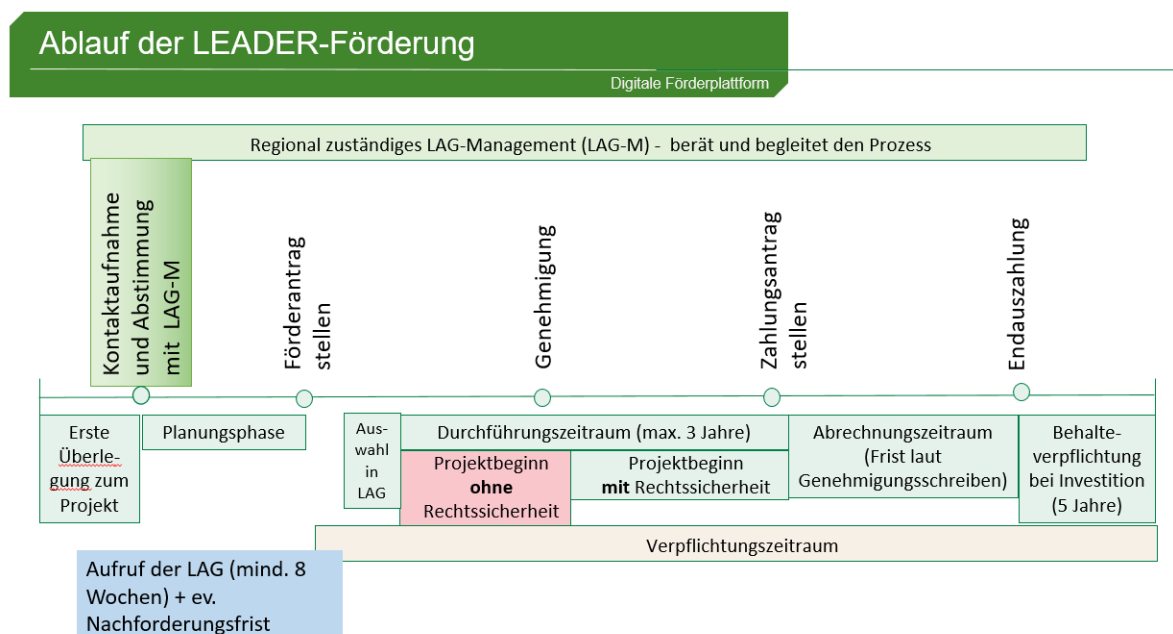 Ablauf der LEADER-Förderung
Digitale Förderplattform
Regional zuständiges LAG-Management (LAG-M) - berät und begleitet den Prozess
Kontaktaufnahme
und Abstimmung
mit LAG-M
Förderantrag
stellen
Genehmigung
Zahlungsantrag
stellen
Endauszahlung
Erste
Überle-
gung zum
Projekt
Planungsphase
Aus-
wahl
in
LAG
Durchführungszeitraum (max. 3 Jahre)
Projektbeginn
ohne
Rechtssicherheit
Projektbeginn
mit Rechtssicherheit
Abrechnungszeitraum
(Frist laut
Genehmigungsschreiben)
Behalte-
verpflichtung
bei Investition
(5 Jahre)
Verpflichtungszeitraum
Aufruf der LAG (mind. 8
Wochen) + ev.
Nachforderungsfrist